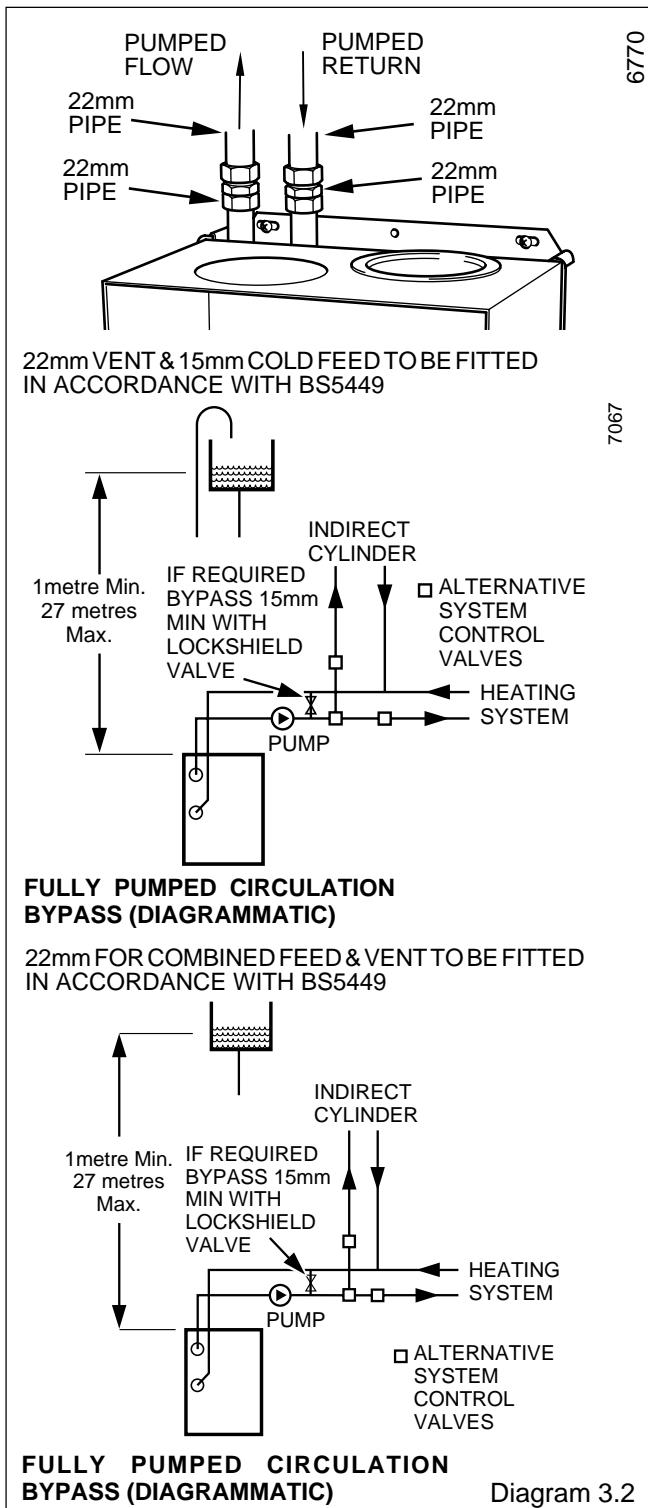 PUMPED
FLOW
PUMPED
RETURN
6770
22mm
PIPE
22mm
PIPE
22mm
PIPE
22mm
PIPE
22mm VENT & 15mm COLD FEED TO BE FITTED
IN ACCORDANCE WITH BS5449
7067
1metre Min.
27 metres
Max.
IF REQUIRED
BYPASS 15mm
MIN WITH
LOCKSHIELD
VALVE
INDIRECT
CYLINDER
ALTERNATIVE
SYSTEM
CONTROL
VALVES
HEATING
SYSTEM
PUMP
FULLY PUMPED CIRCULATION
BYPASS (DIAGRAMMATIC)
22mm FOR COMBINED FEED & VENT TO BE FITTED
IN ACCORDANCE WITH BS5449
INDIRECT
CYLINDER
1metre Min.
27 metres
Max.
IF REQUIRED
BYPASS 15mm
MIN WITH
LOCKSHIELD
VALVE
HEATING
SYSTEM
PUMP
ALTERNATIVE
SYSTEM
CONTROL
VALVES
FULLY PUMPED CIRCULATION
BYPASS (DIAGRAMMATIC)
Diagram 3.2